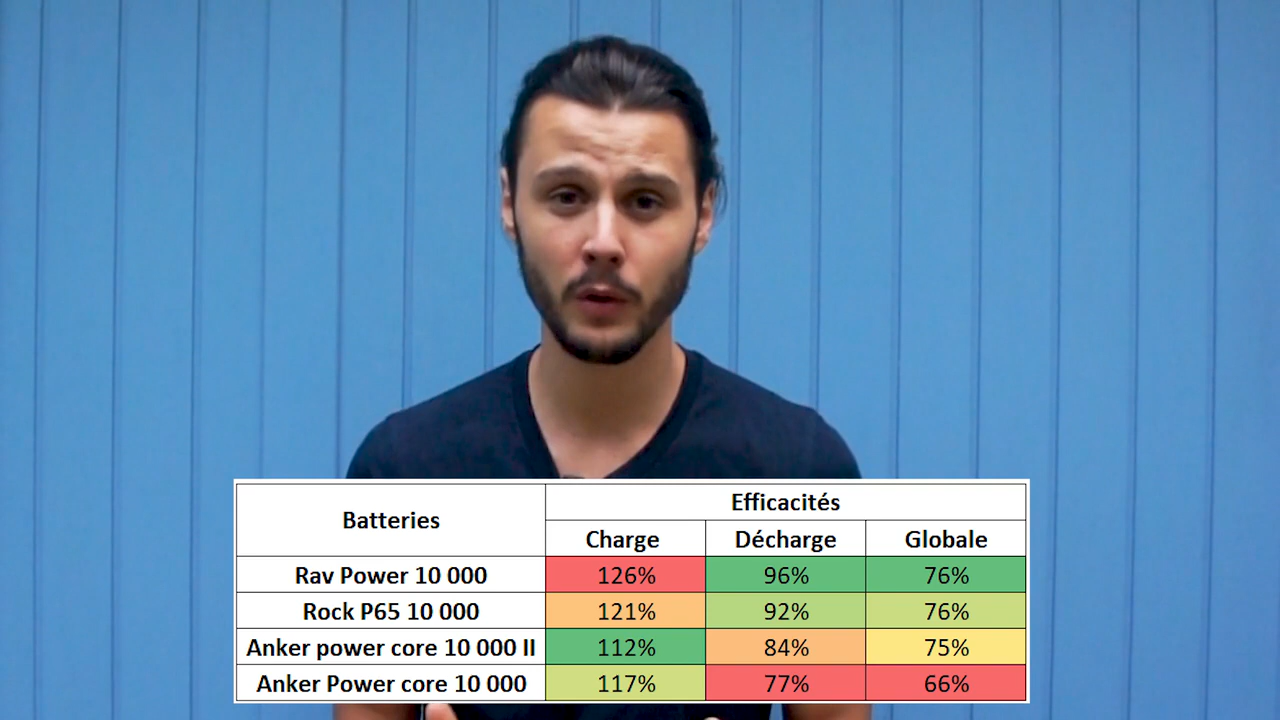 Batteries Efficacités
Charge Décharge Globale
Rav Power 10 000 126% 96% 76%
Rock P65 10 000 121% 92% 76%
Anker power core 10 000 II 112% 84% 75%
Anker Power core 10 000 117% 77% 66%